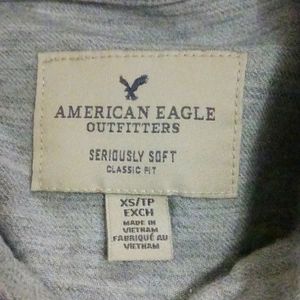 AMERICAN EAGLE
OUTFITTERS
SERIOUSLY SOFT
CLASSIC FIT
XS/TP
EXCH
MADE IN
VIETNAM
FABRIQUÉ AU
VIETNAM